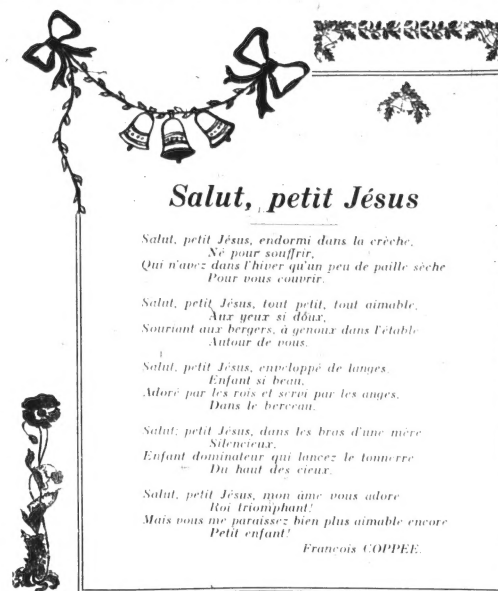 Salut, petit Jésus
Salut, petit Jésus, endormi dans la crèche,
Né pour souffrir,
Qui n'avez dans l'hiver qu'un peu de paille sèche
Pour vous couvrir.
Salut, petit Jésus, tout petit, tout aimable,
Aux yeux si doux,
Souriant aux bergers, à genoux dans l'étable
Autour de vous.
Salut, petit Jésus, enveloppé de langes,
Enfant si beau,
Adoré par les rois et servi par les anges,
Dans le berceau.
Salut; petit Jésus, dans les bras d'une mère
Silencieux,
Enfant dominateur qui lancez le tonnerre
Du haut des cieux.
Salut, petit Jésus, mon âme vous adore
Roi triomphant!
Mais vous me paraissez bien plus aimable encore
Petit enfant!
François COPPEE.